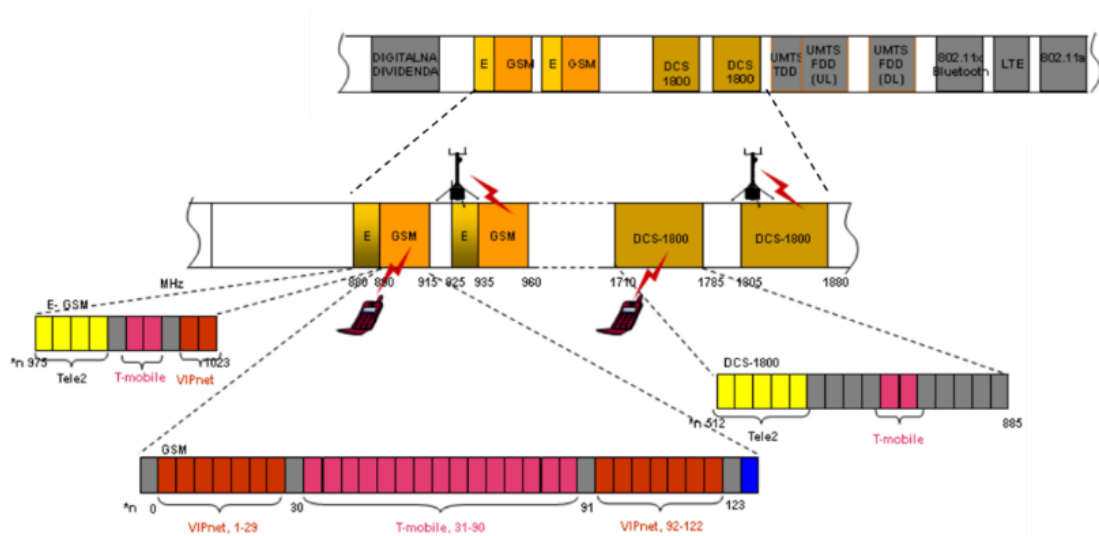 DIGITALNA
DIVIDENDA
E
GSM
E
GSM
DCS
1800
DCS
1800
UMTS
TDD
UMTS
FDD
(UL)
UMTS
FDD
(DL)
802.11x
Bluetooth
LTE
802.11a
E
GSM
E
GSM
DCS-1800
DCS-1800
MHz
880
890
915
925
935
960
1710
1785
1805
1880
E- GSM
*n 975
1023
Tele2
T-mobile
VIPnet
DCS-1800
*n 512
885
Tele2
T-mobile
GSM
*n
0
30
91
123
VIPnet, 1-29
T-mobile, 31-90
VIPnet, 92-122